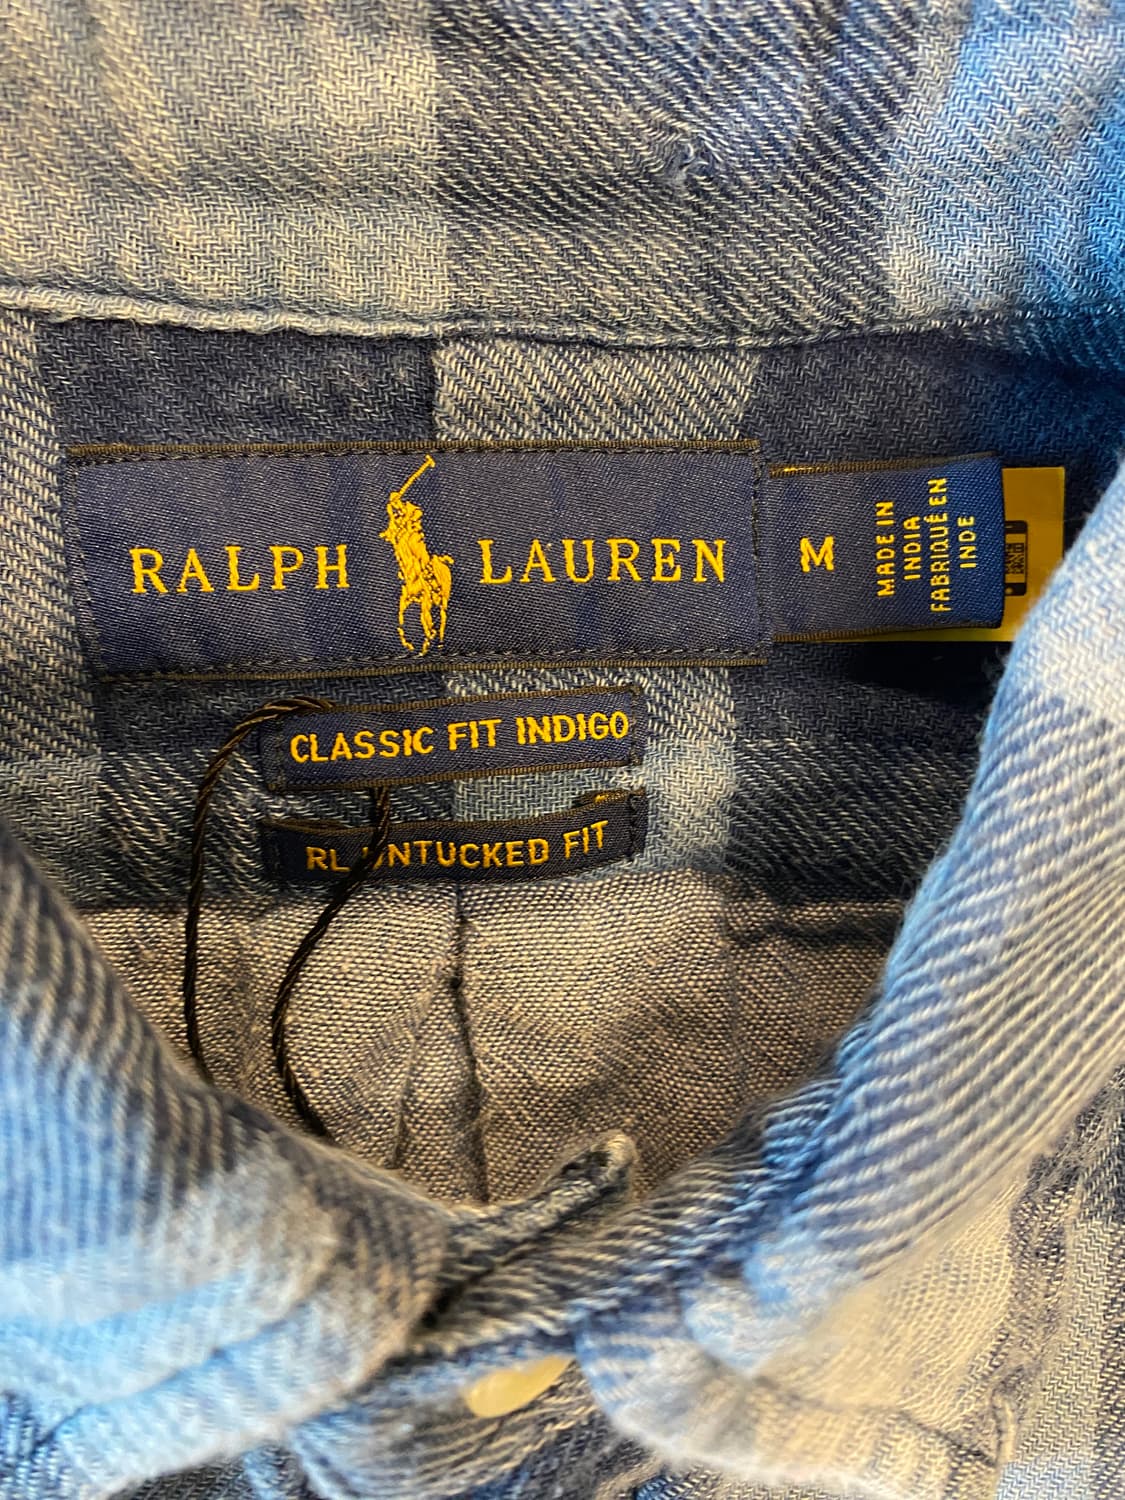 RALPH LAUREN
M
MADE IN
INDIA
FABRIQUÉ EN
INDE
CLASSIC FIT INDIGO
RL UNTUCKED FIT